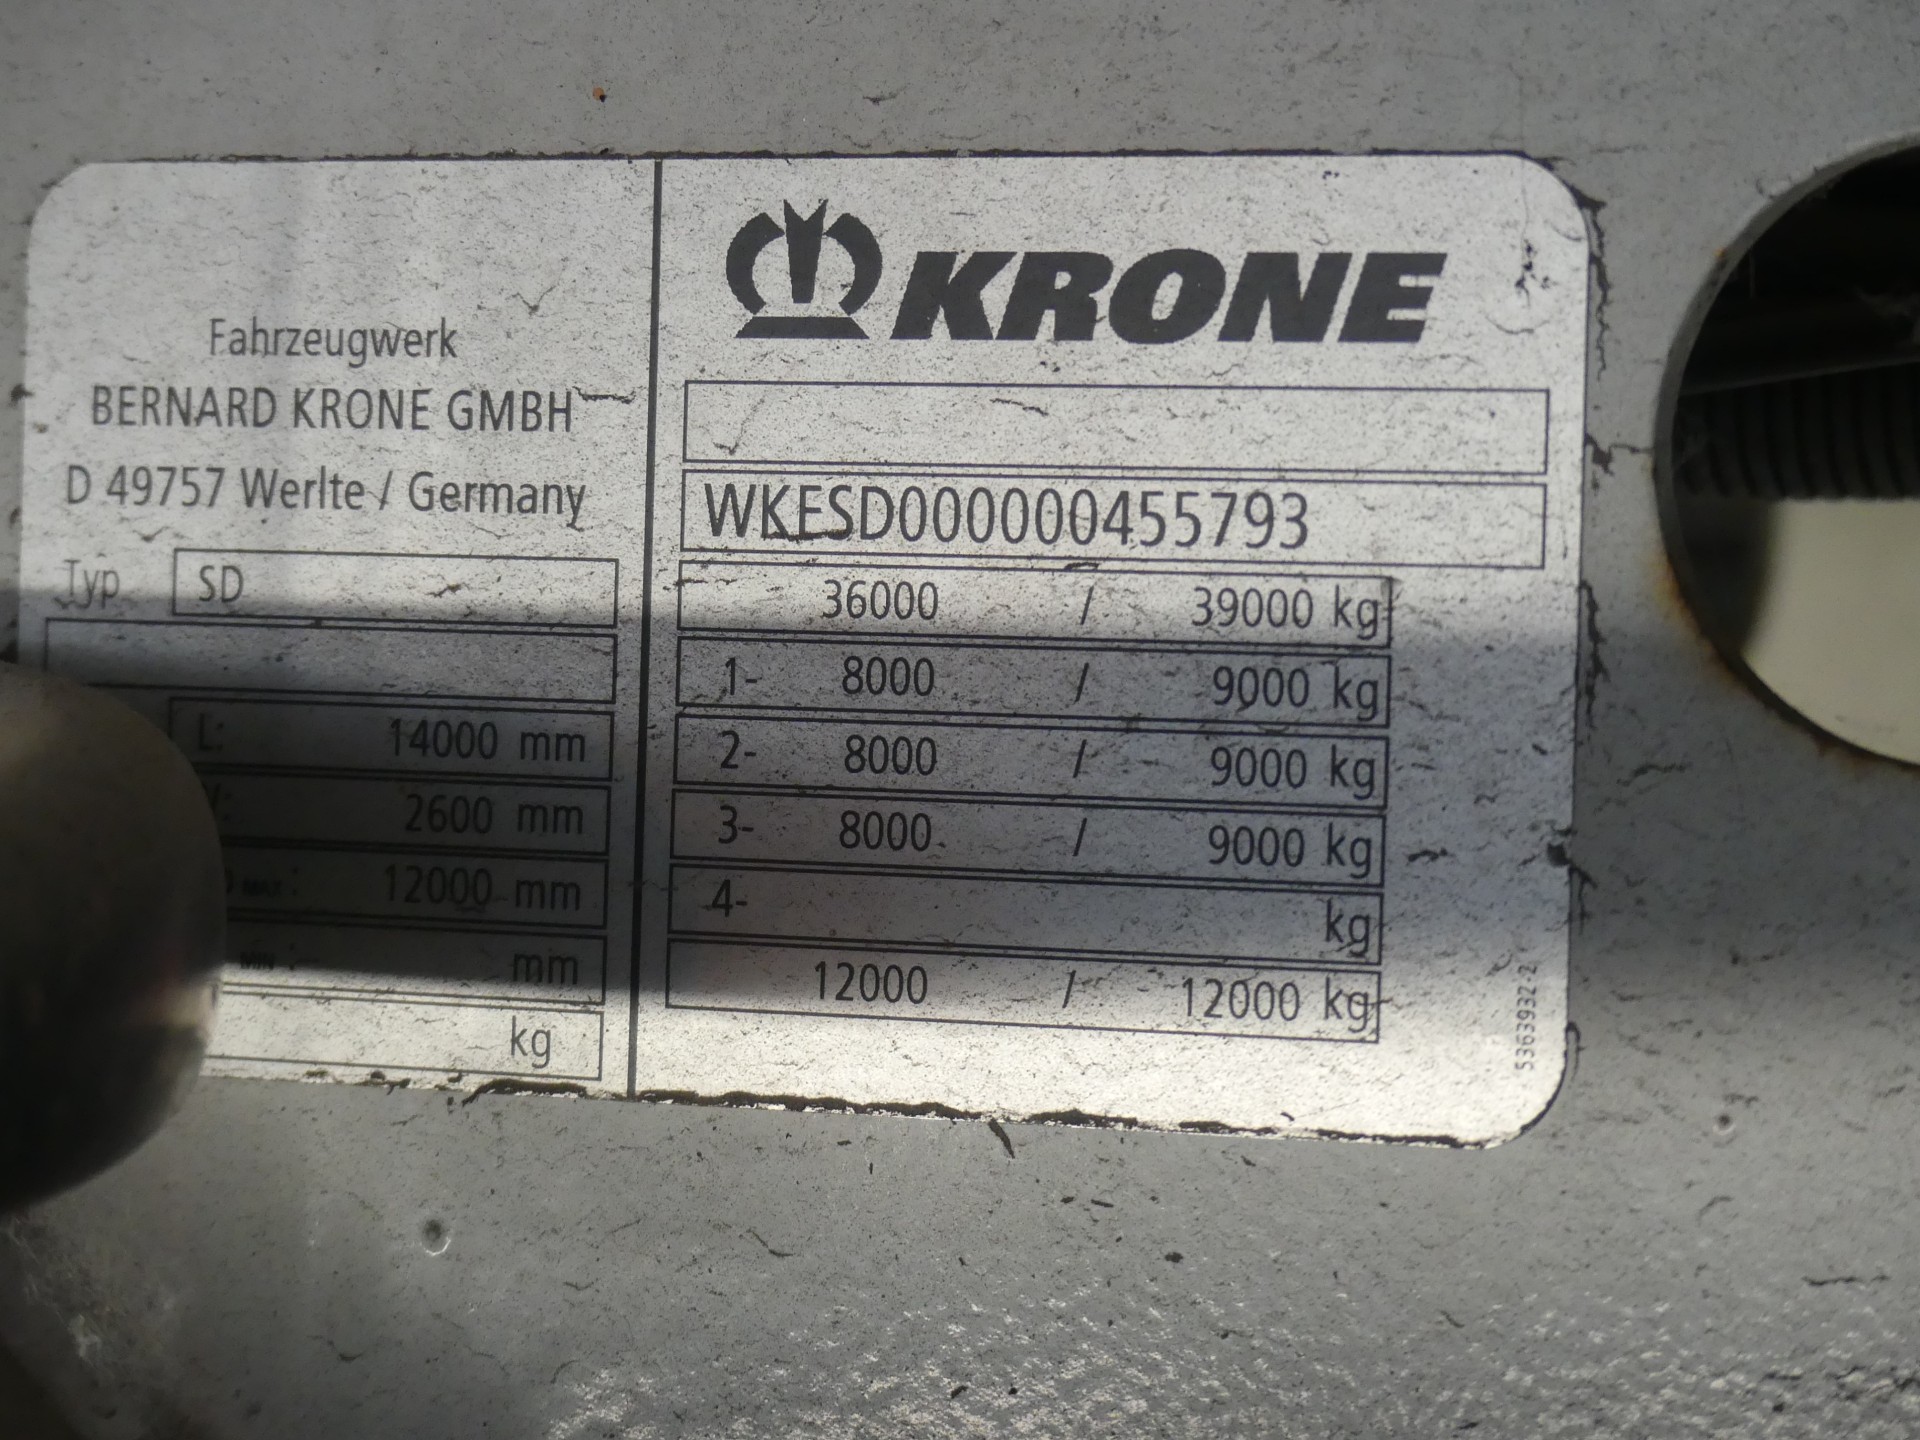 Fahrzeugwerk
BERNARD KRONE GMBH
D 49757 Werlte / Germany
Typ SD
L: 14000 mm
: 2600 mm
MAX : 12000 mm
MIN : mm
kg
KRONE
WKESD000000455793
36000 / 39000 kg
1- 8000 / 9000 kg
2- 8000 / 9000 kg
3- 8000 / 9000 kg
4- kg
12000 / 12000 kg
5363932-2